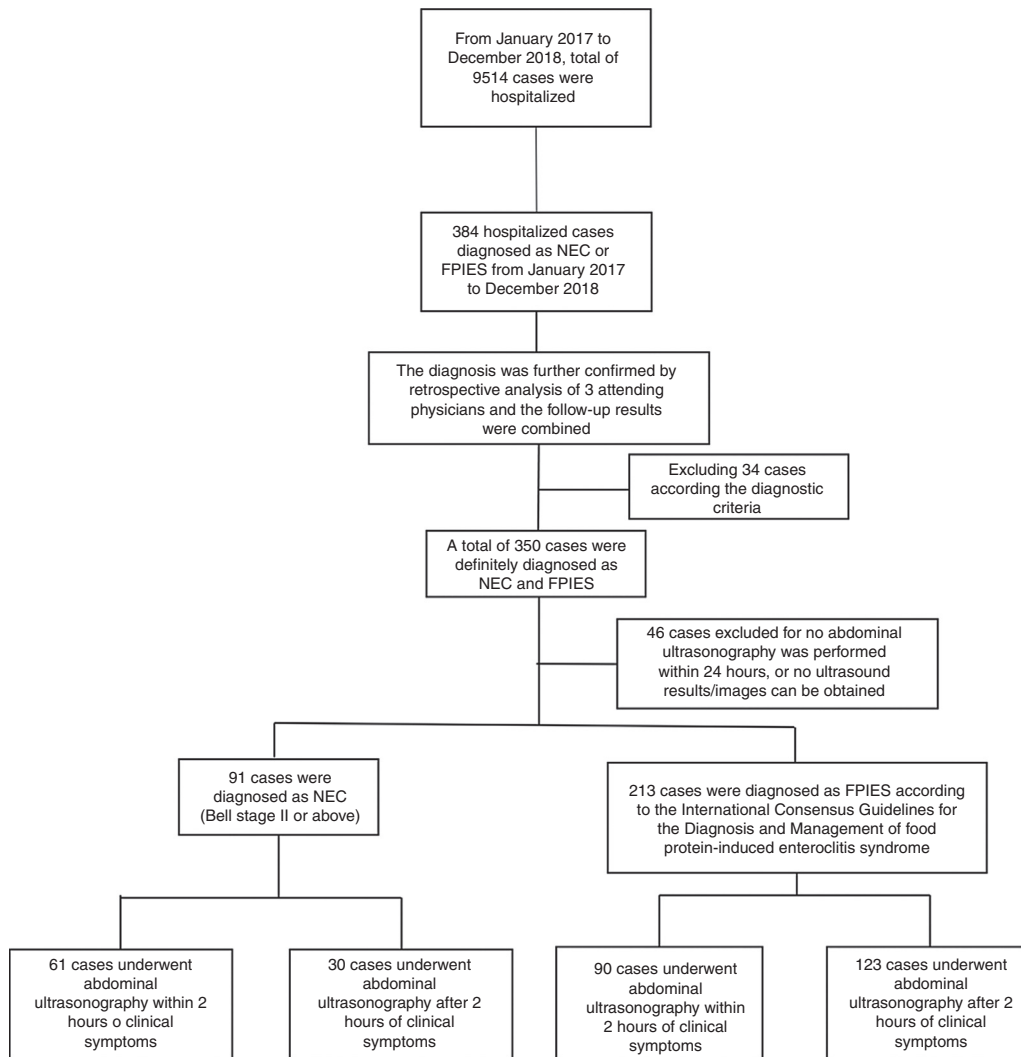 From January 2017 to
December 2018, total of
9514 cases were
hospitalized
384 hospitalized cases
diagnosed as NEC or
FPIES from January 2017
to December 2018
The diagnosis was further confirmed by
retrospective analysis of 3 attending
physicians and the follow-up results
were combined
Excluding 34 cases
according the diagnostic
criteria
A total of 350 cases were
definitely diagnosed as
NEC and FPIES
46 cases excluded for no abdominal
ultrasonography was performed
within 24 hours, or no ultrasound
results/images can be obtained
91 cases were
diagnosed as NEC
(Bell stage II or above)
213 cases were diagnosed as FPIES according
to the International Consensus Guidelines for
the Diagnosis and Management of food
protein-induced enteroclitis syndrome
61 cases underwent
abdominal
ultrasonography within 2
hours o clinical
symptoms
30 cases underwent
abdominal
ultrasonography after 2
hours of clinical
symptoms
90 cases underwent
abdominal
ultrasonography within
2 hours of clinical
symptoms
123 cases underwent
abdominal
ultrasonography after 2
hours of clinical
symptoms